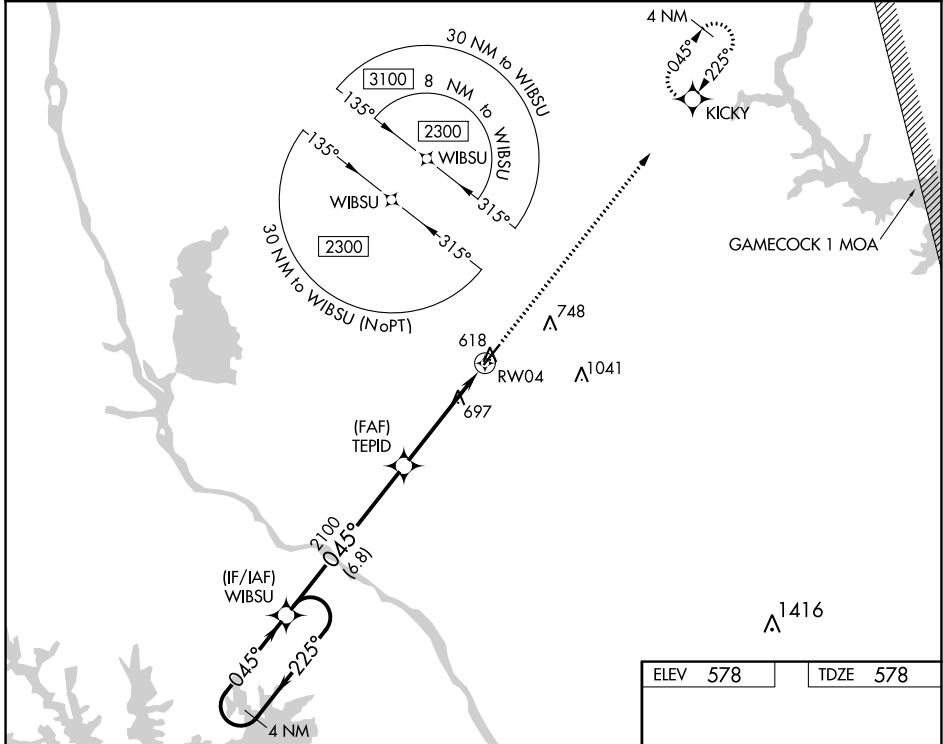 4 NM
045°
225°
KICKY
30 NM to WIBSU
3100
8 NM to WIBSU
135°
2300
WIBSU
315°
135°
WIBSU
315°
2300
30 NM to WIBSU (NoPT)
GAMECOCK 1 MOA
748
618
RW04
1041
697
(FAF)
TEPID
2100
045°
(6.8)
(IF/IAF)
WIBSU
045°
225°
4 NM
1416
ELEV 578
TDZE 578